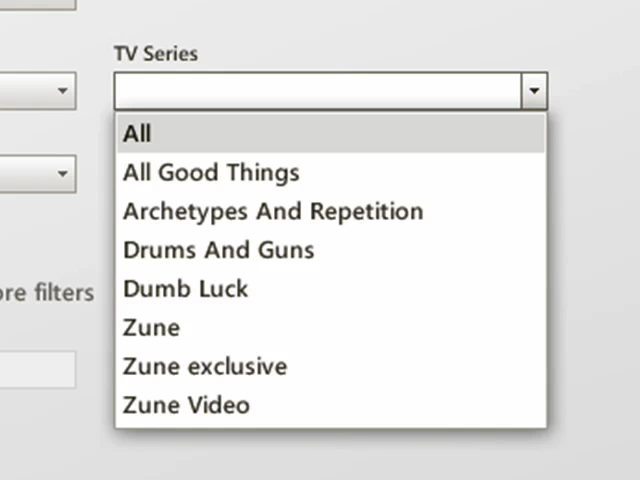 TV Series
All
All Good Things
Archetypes And Repetition
Drums And Guns
Dumb Luck
ore filters
Zune
Zune exclusive
Zune Video